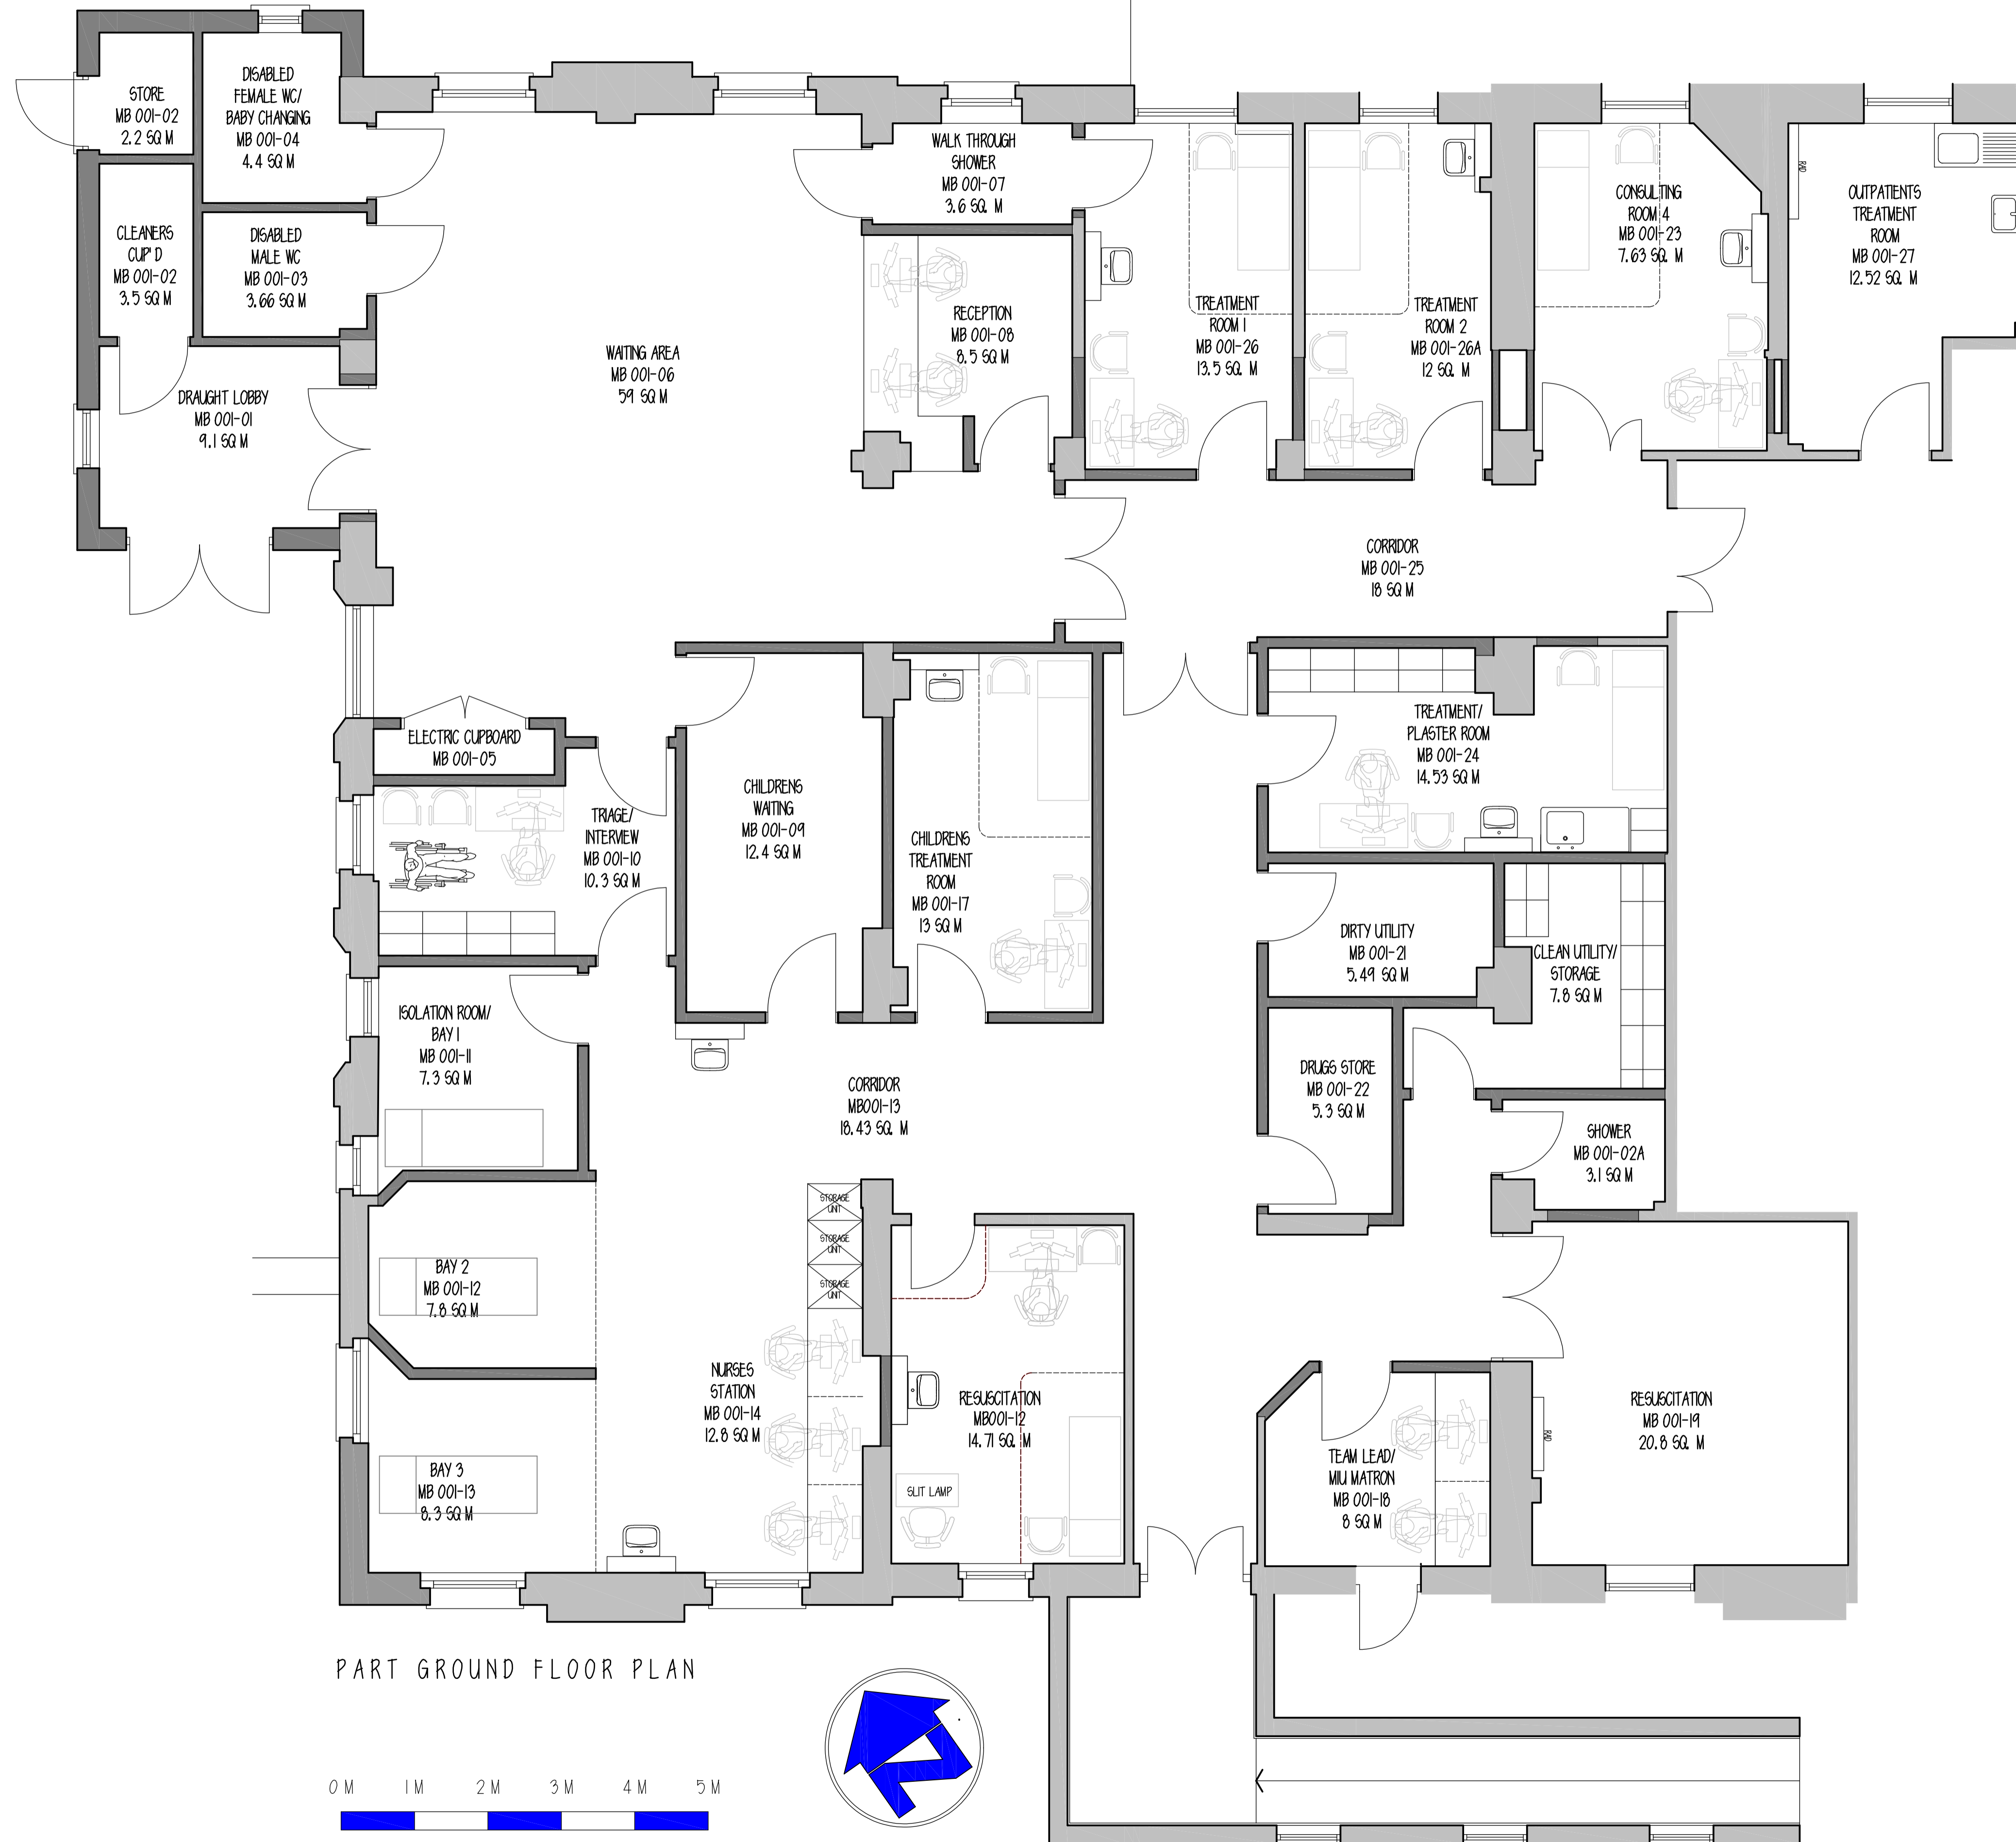 STORE
MB 001-02
2.2 SQ M
DISABLED
FEMALE WC/
BABY CHANGING
MB 001-04
4.4 SQ M
CLEANERS
CUP'D
MB 001-02
3.5 SQ M
DISABLED
MALE WC
MB 001-03
3.66 SQ M
DRAUGHT LOBBY
MB 001-01
9.1 SQ M
WAITING AREA
MB 001-06
59 SQ M
WALK THROUGH
SHOWER
MB 001-07
3.6 SQ. M
RECEPTION
MB 001-08
8.5 SQ M
TREATMENT
ROOM 1
MB 001-26
13.5 SQ. M
TREATMENT
ROOM 2
MB 001-26A
12 SQ. M
CONSULTING
ROOM 4
MB 001-23
7.63 SQ. M
RAD
OUTPATIENTS
TREATMENT
ROOM
MB 001-27
12.52 SQ. M
CORRIDOR
MB 001-25
18 SQ M
ELECTRIC CUPBOARD
MB 001-05
TRIAGE/
INTERVIEW
MB 001-10
10.3 SQ M
CHILDRENS
WAITING
MB 001-09
12.4 SQ M
CHILDRENS
TREATMENT
ROOM
MB 001-17
13 SQ M
TREATMENT/
PLASTER ROOM
MB 001-24
14.53 SQ M
DIRTY UTILITY
MB 001-21
5.49 SQ M
CLEAN UTILITY/
STORAGE
7.8 SQ M
ISOLATION ROOM/
BAY 1
MB 001-11
7.3 SQ M
CORRIDOR
MB001-13
18.43 SQ. M
DRUGS STORE
MB 001-22
5.3 SQ M
SHOWER
MB 001-02A
3.1 SQ M
STORAGE
UNIT
STORAGE
UNIT
STORAGE
UNIT
BAY 2
MB 001-12
7.8 SQ M
BAY 3
MB 001-13
8.3 SQ M
NURSES
STATION
MB 001-14
12.8 SQ M
RESUSCITATION
MB001-12
14.71 SQ. M
SLIT LAMP
TEAM LEAD/
MIU MATRON
MB 001-18
8 SQ M
RAD
RESUSCITATION
MB 001-19
20.8 SQ. M
PART GROUND FLOOR PLAN
0 M 1 M 2 M 3 M 4 M 5 M
N